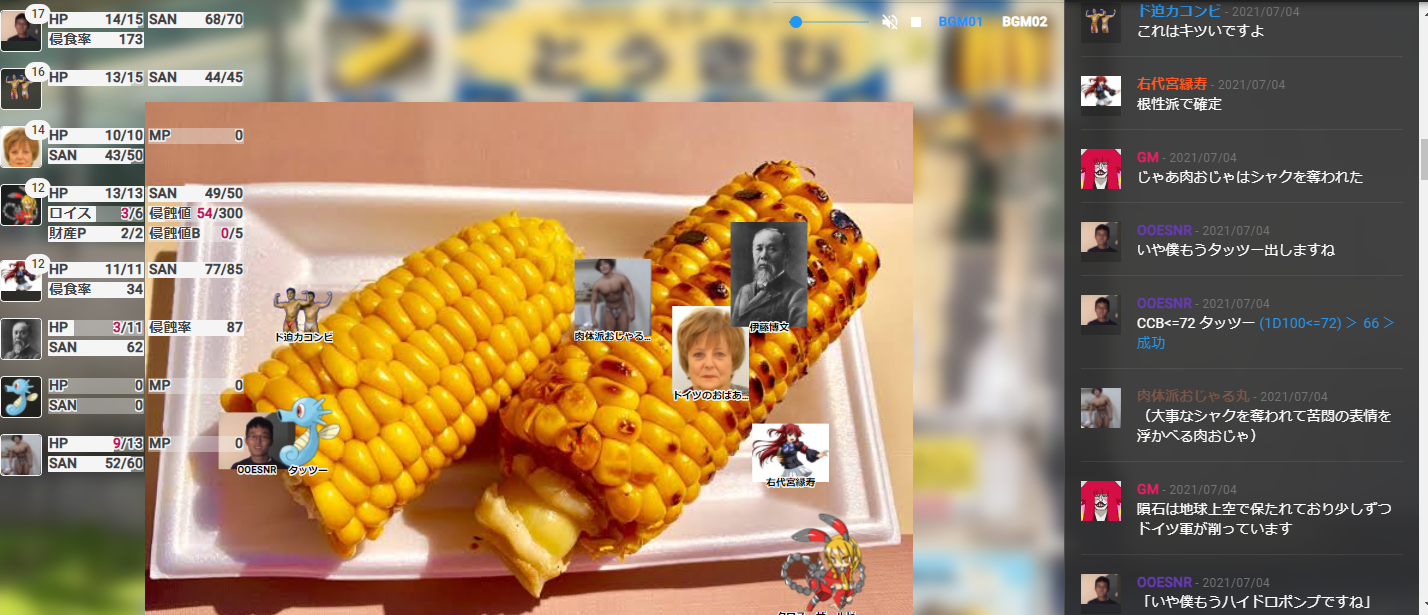 17
HP 14/15 SAN 68/70
侵食率 173
16
HP 13/15 SAN 44/45
14
HP 10/10 MP 0
SAN 43/50
12
HP 13/13 SAN 49/50
ロイス 3/6 侵蝕値 54/300
財産P 2/2 侵蝕値B 0/5
12
HP 11/11 SAN 77/85
侵食率 34
HP 3/11 侵蝕率 87
SAN 62
HP 0 MP 0
SAN 0
HP 9/13 MP 0
SAN 52/60
BGM01 BGM02
とうきび
ド迫力コンビ
肉体派おじゃる…
伊藤博文
ドイツのおばあ…
OOESNR
タッツー
右代宮縁寿
ド迫力コンビ - 2021/07/04
これはキツいですよ
右代宮縁寿 - 2021/07/04
根性派で確定
GM - 2021/07/04
じゃあ肉おじゃはシャクを奪われた
OOESNR - 2021/07/04
いや僕もうタッツー出しますね
OOESNR - 2021/07/04
CCB<=72 タッツー (1D100<=72) ＞ 66 ＞
成功
肉体派おじゃる丸 - 2021/07/04
（大事なシャクを奪われて苦悶の表情を
浮かべる肉おじゃ）
GM - 2021/07/04
隕石は地球上空で保たれており少しずつ
ドイツ軍が削っています
OOESNR - 2021/07/04
「いや僕もうハイドロポンプですね」